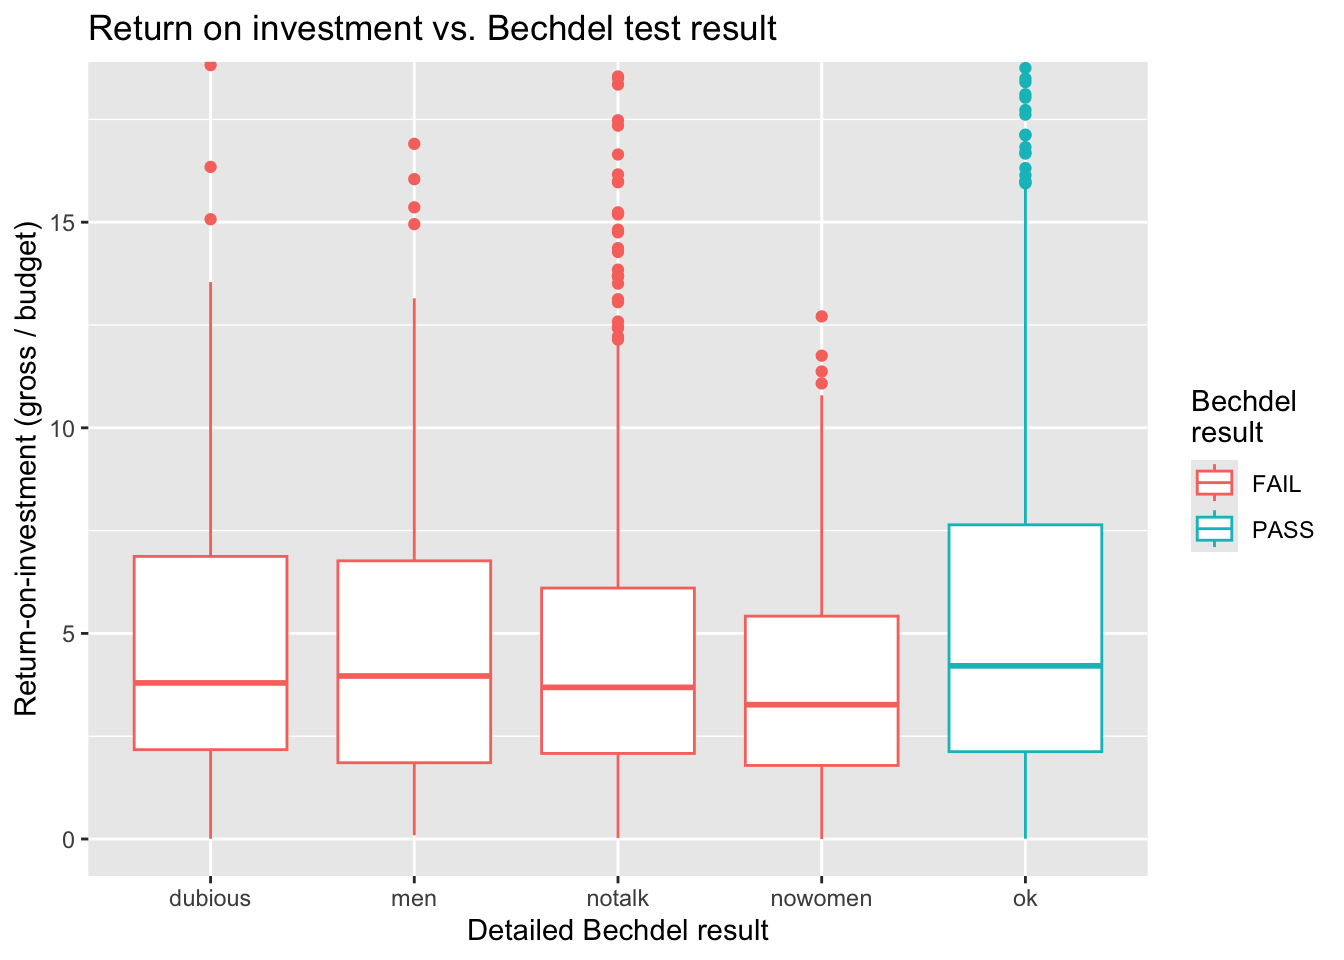 Return on investment vs. Bechdel test result
Return-on-investment (gross / budget)
15
10
5
0
dubious
men
notalk
nowomen
ok
Detailed Bechdel result
Bechdel
result
FAIL
PASS